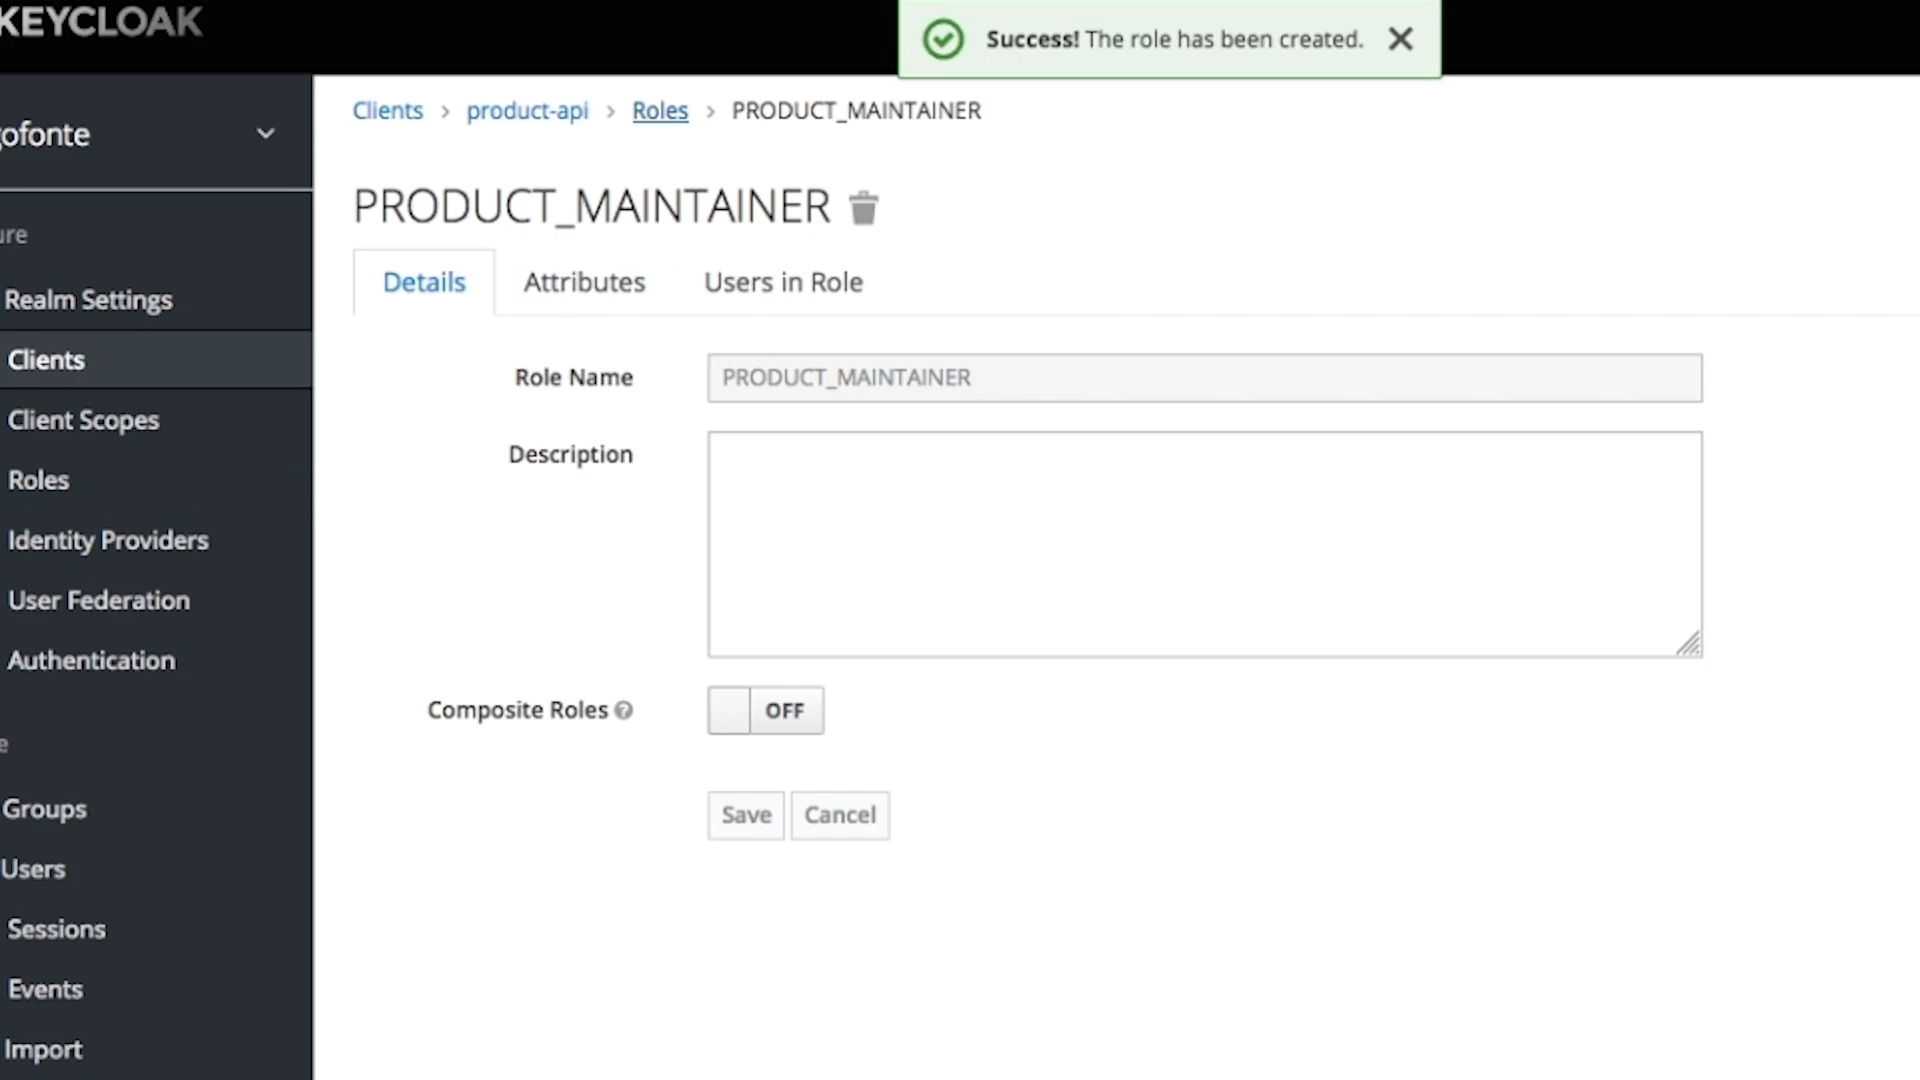 KEYCLOAK
Success! The role has been created.
gofonte
Clients > product-api > Roles > PRODUCT_MAINTAINER
PRODUCT_MAINTAINER
Details
Attributes
Users in Role
Role Name
PRODUCT_MAINTAINER
Description
Composite Roles
OFF
Save
Cancel
ure
Realm Settings
Clients
Client Scopes
Roles
Identity Providers
User Federation
Authentication
e
Groups
Users
Sessions
Events
Import